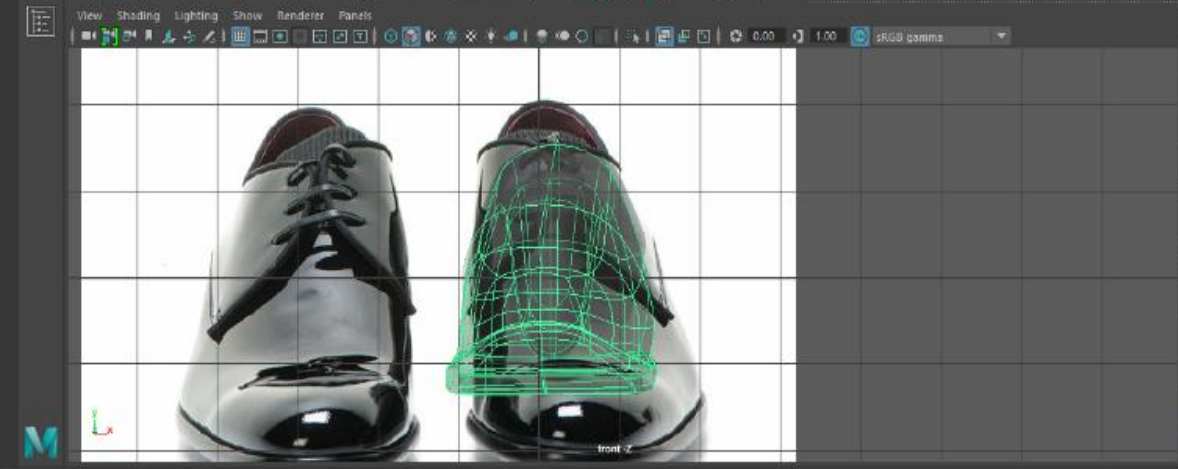 View Shading Lighting Show Renderer Panels
0.00 1.00 sRGB gamma
y
x
front -Z
M